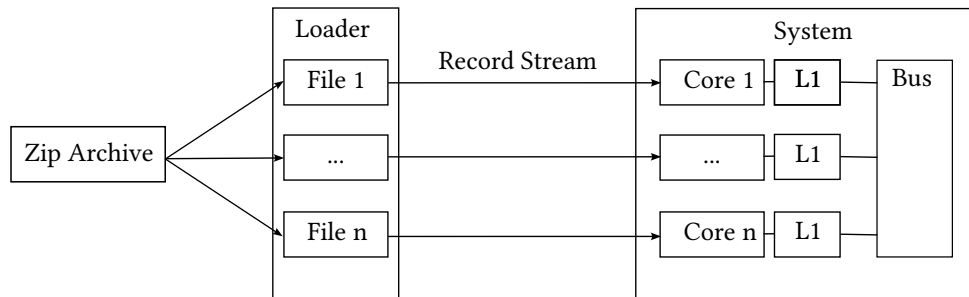 Loader
System
Record Stream
File 1
Core 1
L1
Bus
Zip Archive
...
...
L1
File n
Core n
L1